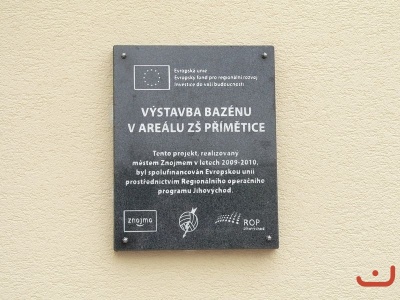 Evropská unie
Evropský fond pro regionální rozvoj
Investice do vaší budoucnosti
VÝSTAVBA BAZÉNU
V AREÁLU ZŠ PŘÍMĚTICE
Tento projekt, realizovaný
městem Znojmem v letech 2009-2010,
byl spolufinancován Evropskou unií
prostřednictvím Regionálního operačního
programu Jihovýchod.
znojmo
ROP
Jihovýchod